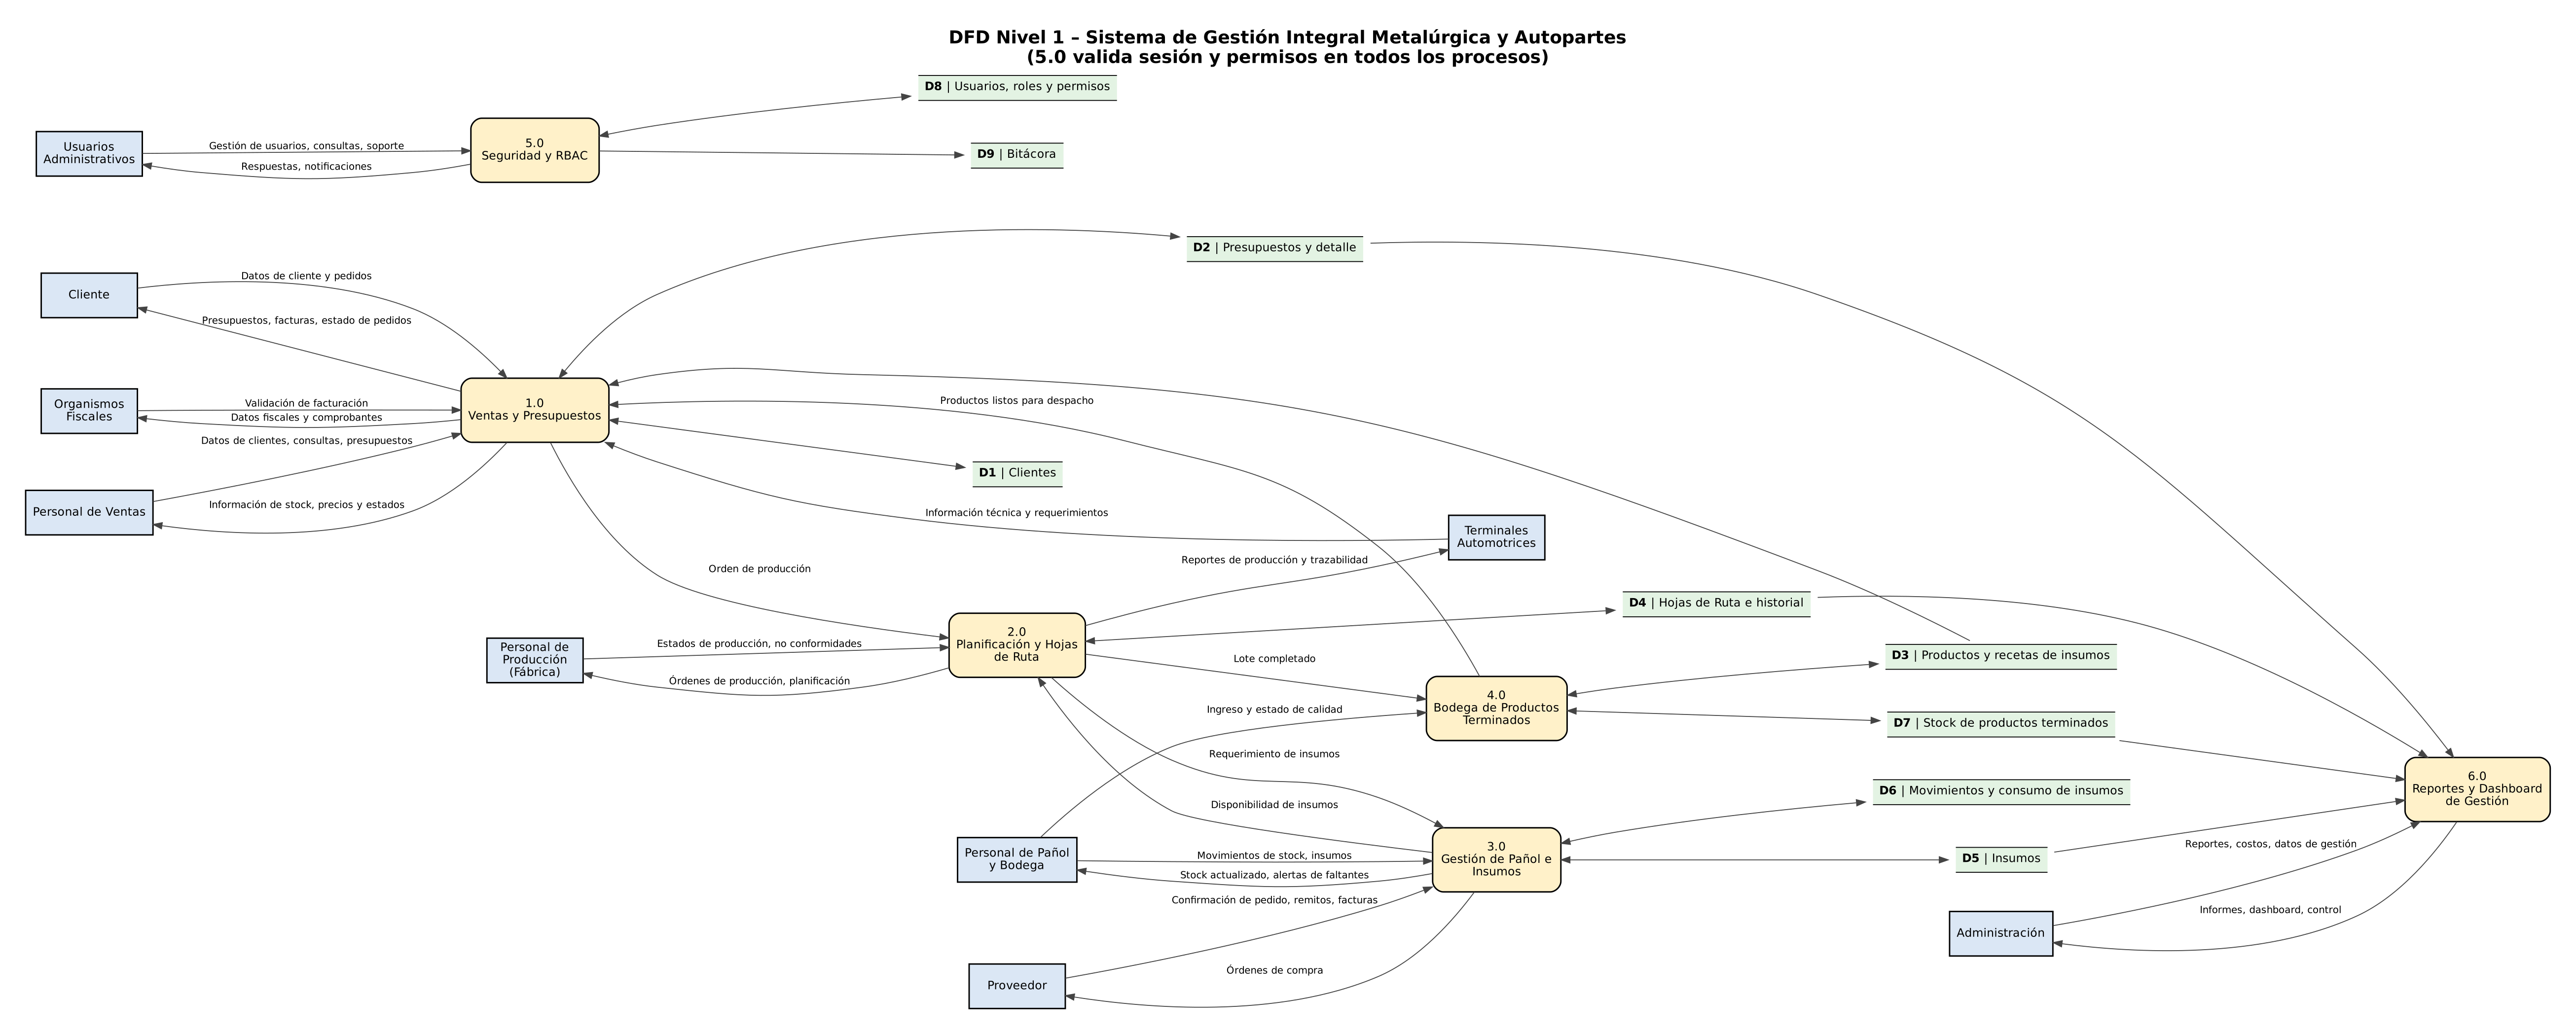 DFD Nivel 1 – Sistema de Gestión Integral Metalúrgica y Autopartes
(5.0 valida sesión y permisos en todos los procesos)
D8 | Usuarios, roles y permisos
Usuarios
Administrativos
Gestión de usuarios, consultas, soporte
Respuestas, notificaciones
5.0
Seguridad y RBAC
D9 | Bitácora
D2 | Presupuestos y detalle
Cliente
Datos de cliente y pedidos
Presupuestos, facturas, estado de pedidos
Organismos
Fiscales
Validación de facturación
Datos fiscales y comprobantes
1.0
Ventas y Presupuestos
Productos listos para despacho
Datos de clientes, consultas, presupuestos
D1 | Clientes
Personal de Ventas
Información de stock, precios y estados
Información técnica y requerimientos
Terminales
Automotrices
Orden de producción
Reportes de producción y trazabilidad
D4 | Hojas de Ruta e historial
Personal de
Producción
(Fábrica)
Estados de producción, no conformidades
Órdenes de producción, planificación
2.0
Planificación y Hojas
de Ruta
Lote completado
D3 | Productos y recetas de insumos
Ingreso y estado de calidad
4.0
Bodega de Productos
Terminados
D7 | Stock de productos terminados
Requerimiento de insumos
Disponibilidad de insumos
D6 | Movimientos y consumo de insumos
6.0
Reportes y Dashboard
de Gestión
Personal de Pañol
y Bodega
Movimientos de stock, insumos
Stock actualizado, alertas de faltantes
3.0
Gestión de Pañol e
Insumos
D5 | Insumos
Reportes, costos, datos de gestión
Confirmación de pedido, remitos, facturas
Informes, dashboard, control
Administración
Proveedor
Órdenes de compra